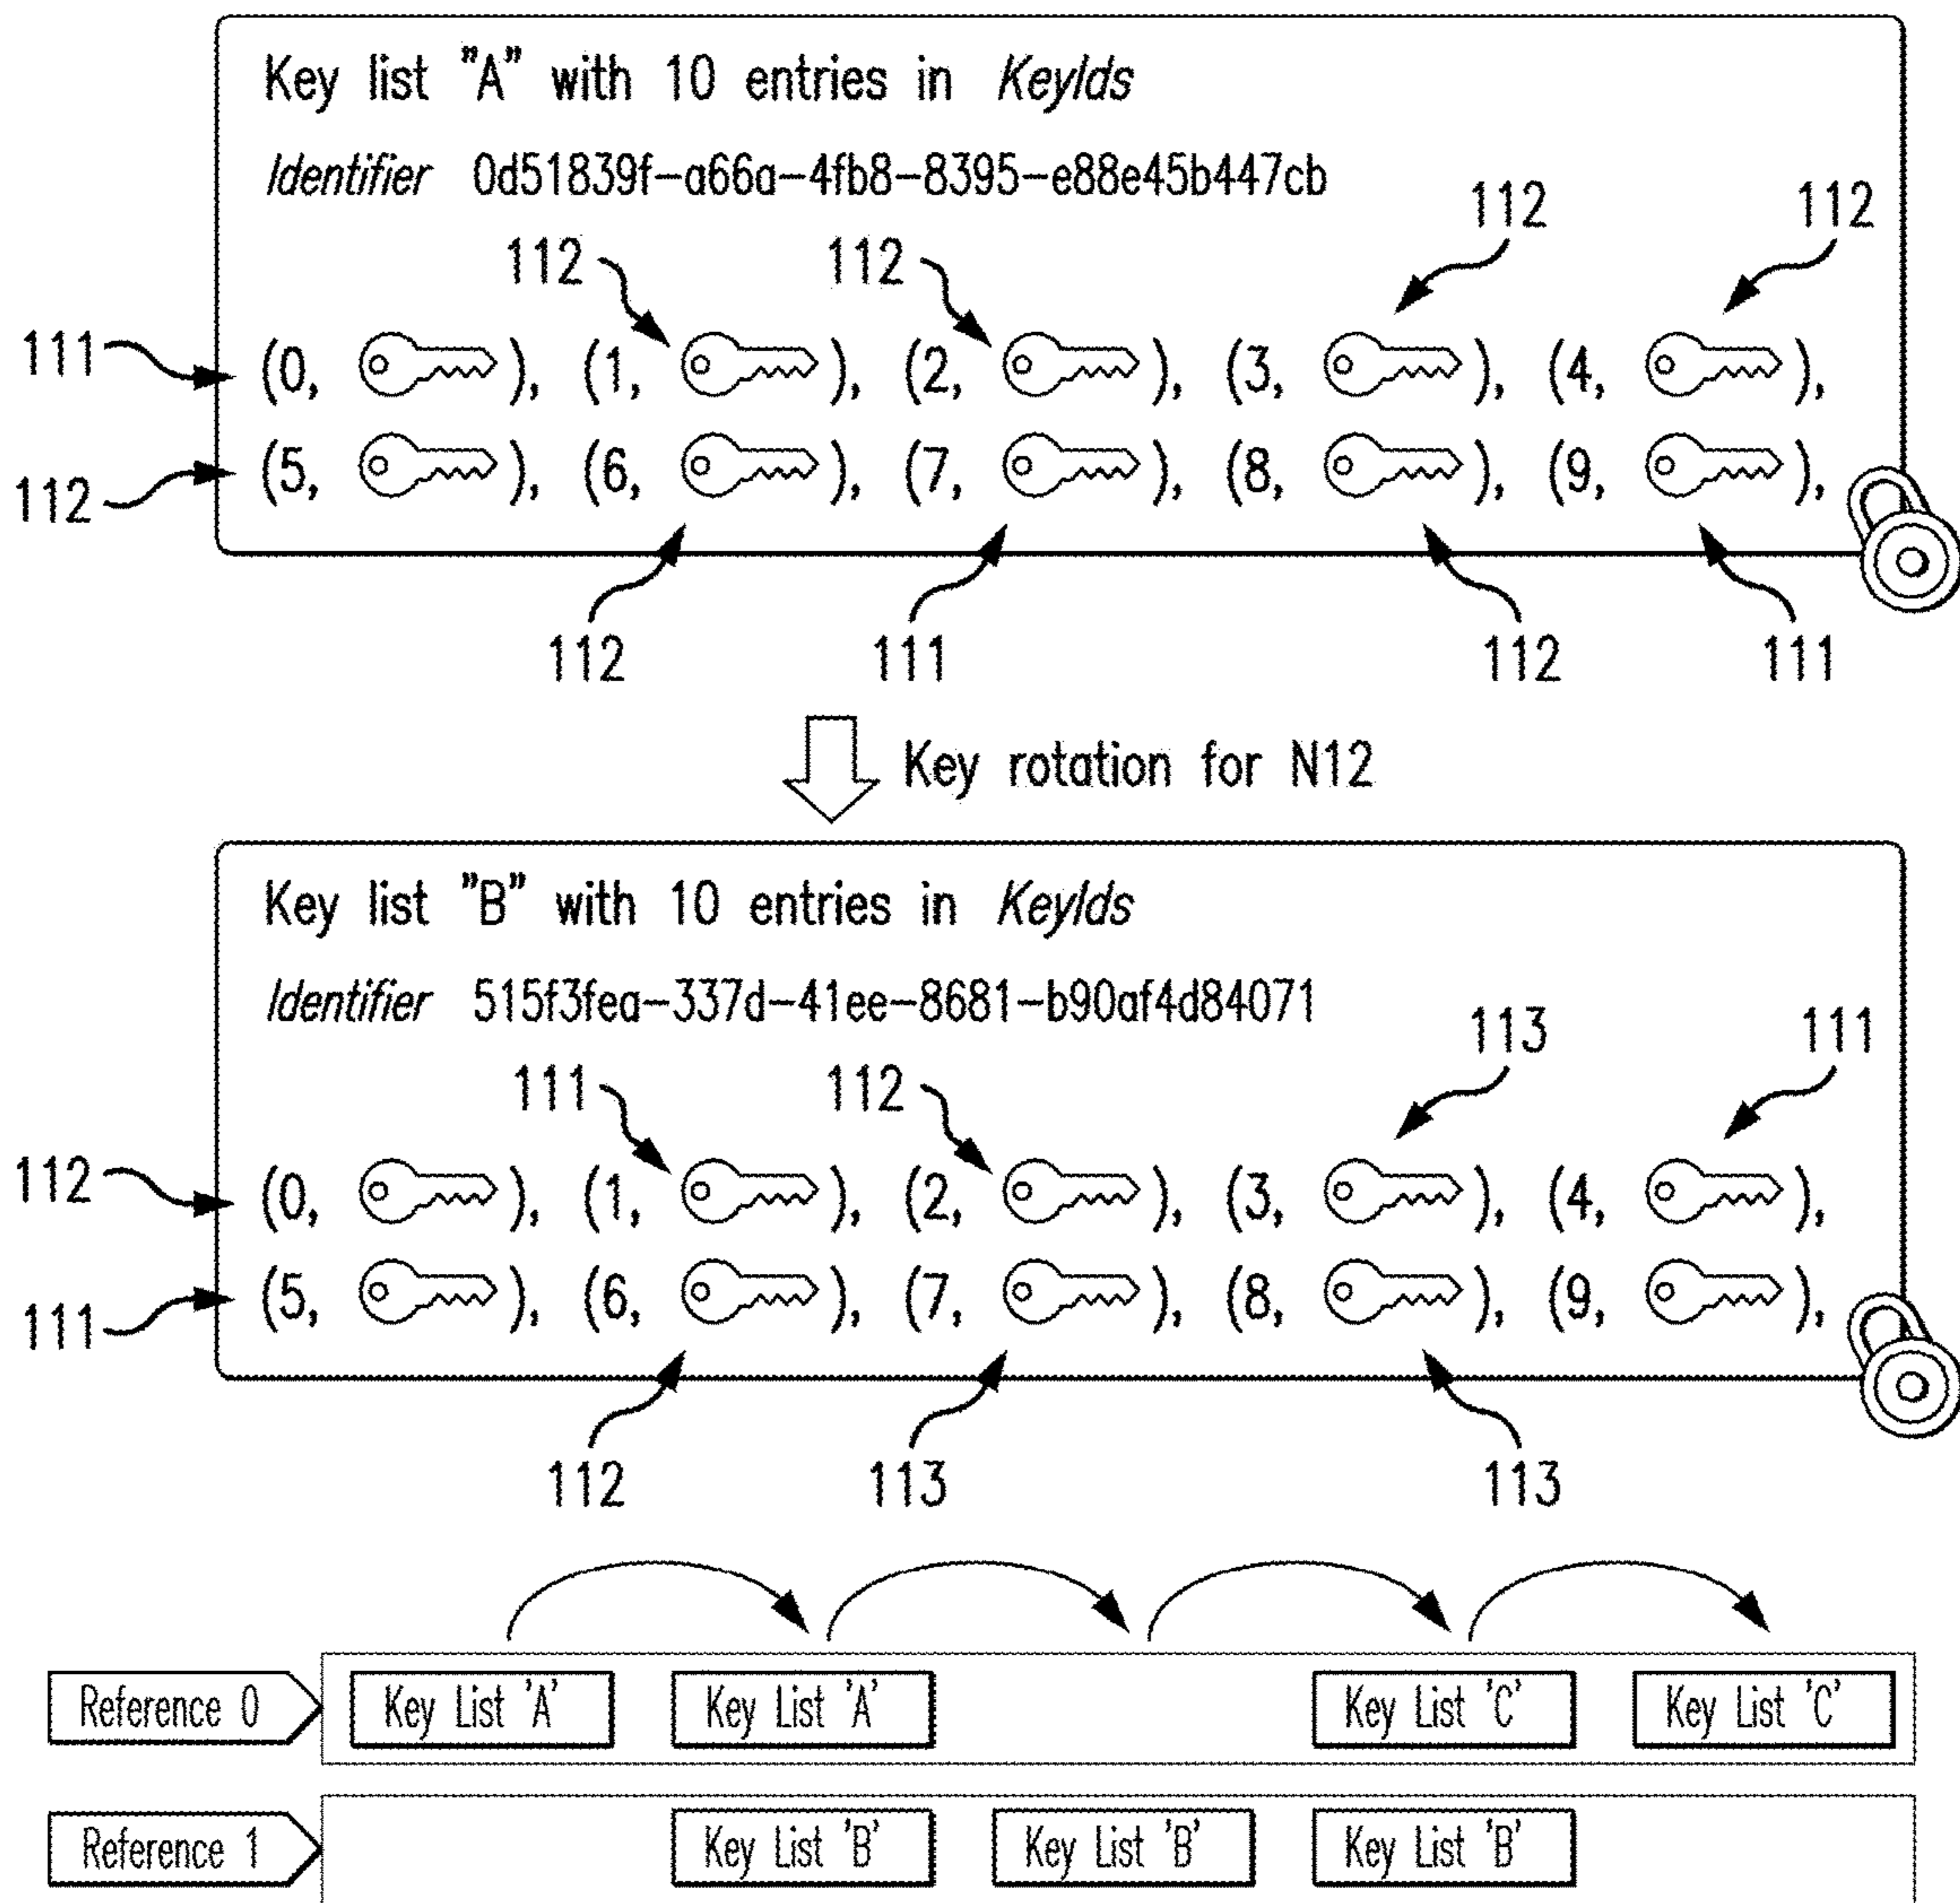 Key list "A" with 10 entries in KeyIds
Identifier 0d51839f-a66a-4fb8-8395-e88e45b447cb
112 112
112 112
111 (0, ), (1, ), (2, ), (3, ), (4, ),
112 (5, ), (6, ), (7, ), (8, ), (9, ),
112 111 112 111
Key rotation for N12
Key list "B" with 10 entries in KeyIds
Identifier 515f3fea-337d-41ee-8681-b90af4d84071
113 111
111 112
112 (0, ), (1, ), (2, ), (3, ), (4, ),
111 (5, ), (6, ), (7, ), (8, ), (9, ),
112 113 113
Reference 0 Key List 'A' Key List 'A' Key List 'C' Key List 'C'
Reference 1 Key List 'B' Key List 'B' Key List 'B'